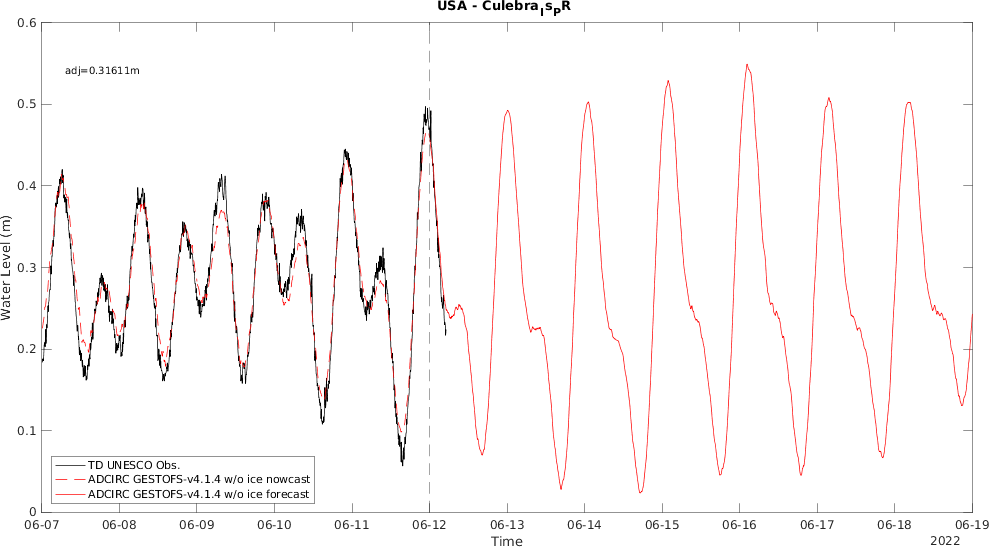 USA - CulebraIsPR
adj=0.31611m
0.6
0.5
0.4
0.3
0.2
0.1
0
Water Level (m)
TD UNESCO Obs.
ADCIRC GESTOFS-v4.1.4 w/o ice nowcast
ADCIRC GESTOFS-v4.1.4 w/o ice forecast
06-07 06-08 06-09 06-10 06-11 06-12 06-13 06-14 06-15 06-16 06-17 06-18 06-19
Time
2022